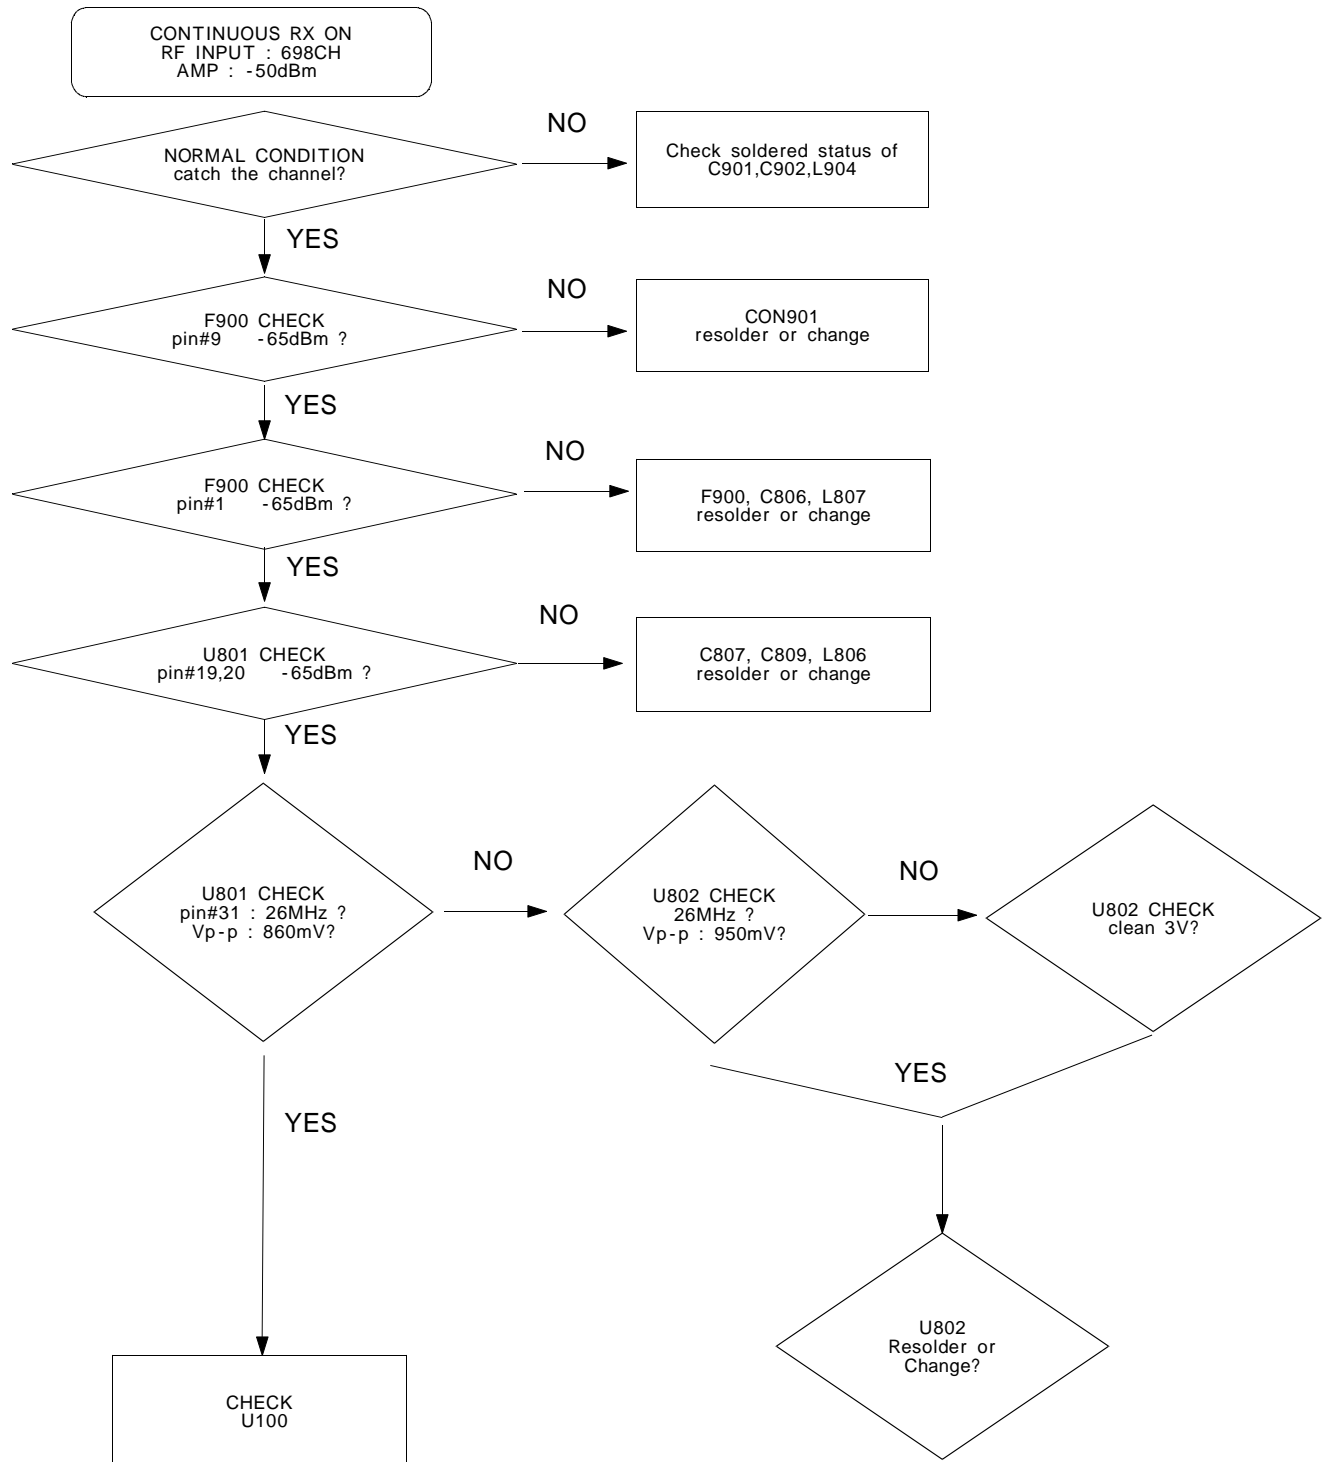 CONTINUOUS RX ON
RF INPUT : 698CH
AMP : -50dBm
NORMAL CONDITION
catch the channel?
NO
Check soldered status of
C901,C902,L904
YES
F900 CHECK
pin#9 -65dBm ?
NO
CON901
resolder or change
YES
F900 CHECK
pin#1 -65dBm ?
NO
F900, C806, L807
resolder or change
YES
U801 CHECK
pin#19,20 -65dBm ?
NO
C807, C809, L806
resolder or change
YES
U801 CHECK
pin#31 : 26MHz ?
Vp-p : 860mV?
NO
U802 CHECK
26MHz ?
Vp-p : 950mV?
NO
U802 CHECK
clean 3V?
YES
YES
U802
Resolder or
Change?
CHECK
U100